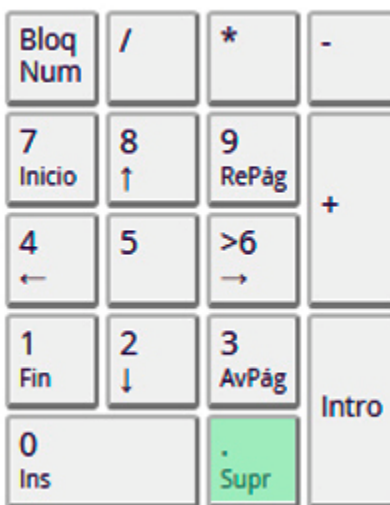 Bloq
Num
/
*
-
7
Inicio
8
↑
9
RePág
+
4
←
5
>6
→
1
Fin
2
↓
3
AvPág
Intro
0
Ins
.
Supr